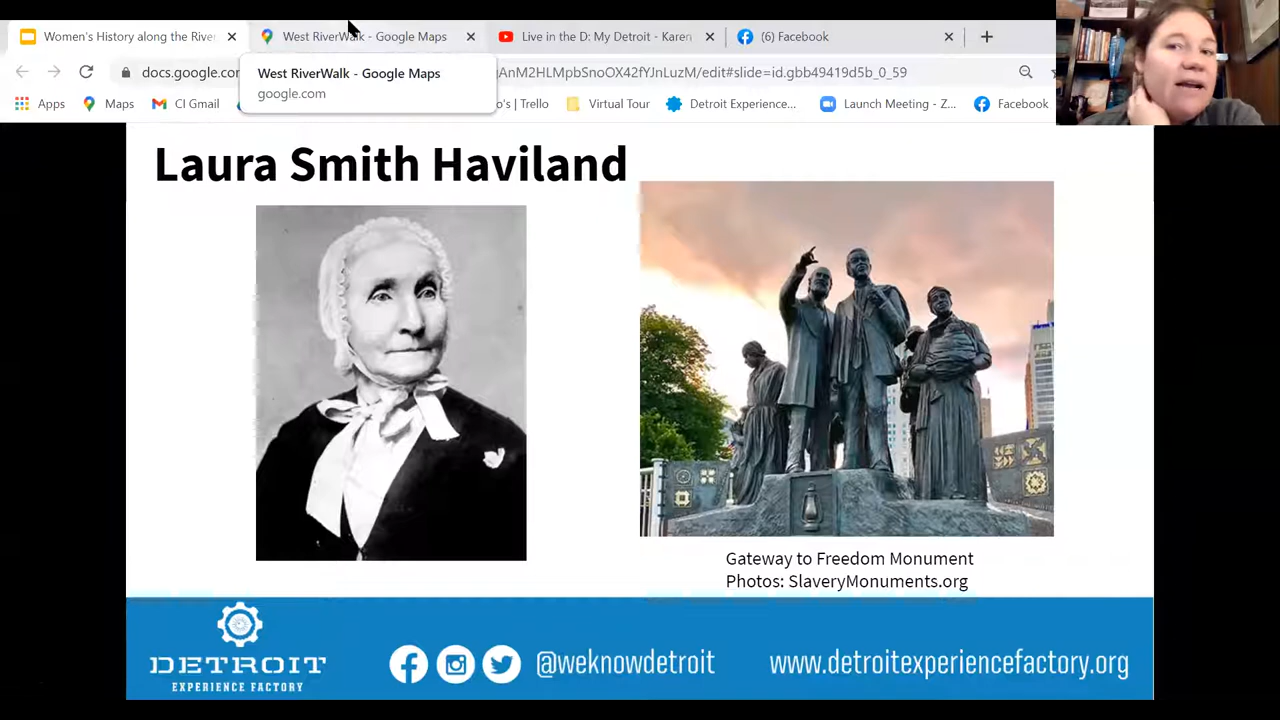 Women's History along the River
West RiverWalk - Google Maps
Live in the D: My Detroit - Karen
(6) Facebook
docs.google.com
AnM2HLMpbSnoOX42fYJnLuzM/edit#slide=id.gbb49419d5b_0_59
West RiverWalk - Google Maps
google.com
Apps
Maps
CI Gmail
o's | Trello
Virtual Tour
Detroit Experience...
Launch Meeting - Z...
Facebook
Laura Smith Haviland
Gateway to Freedom Monument
Photos: SlaveryMonuments.org
DETROIT
EXPERIENCE FACTORY
@weknowdetroit
www.detroitexperiencefactory.org